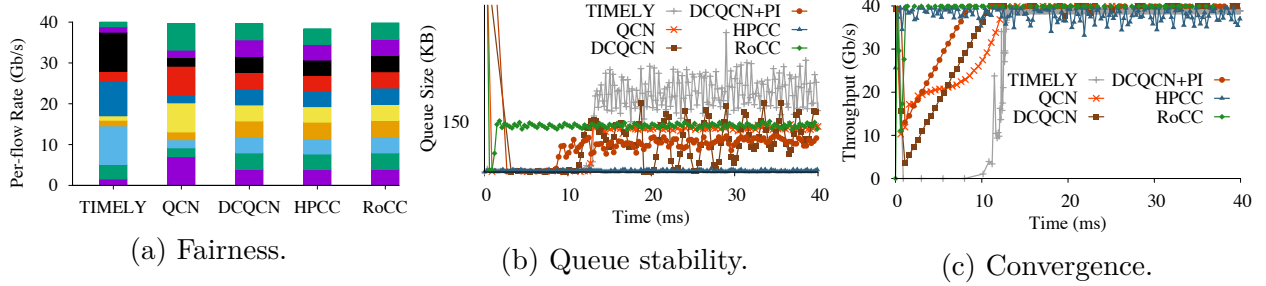 Per-flow Rate (Gb/s)
40
30
20
10
0
TIMELY QCN DCQCN HPCC RoCC
(a) Fairness.
Queue Size (KB)
150
TIMELY
QCN
DCQCN
DCQCN+PI
HPCC
RoCC
0 10 20 30 40
Time (ms)
(b) Queue stability.
Throughput (Gb/s)
40
30
20
10
0
TIMELY
QCN
DCQCN
DCQCN+PI
HPCC
RoCC
0 10 20 30 40
Time (ms)
(c) Convergence.